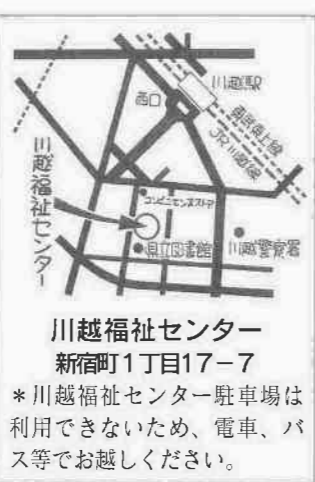 川越駅
西口
東武東上線
JR川越線
川越福祉センター
コンビニエンスストア
県立図書館
川越警察署
川越福祉センター
新宿町1丁目17-7
*川越福祉センター駐車場は
利用できないため、電車、バ
ス等でお越しください。